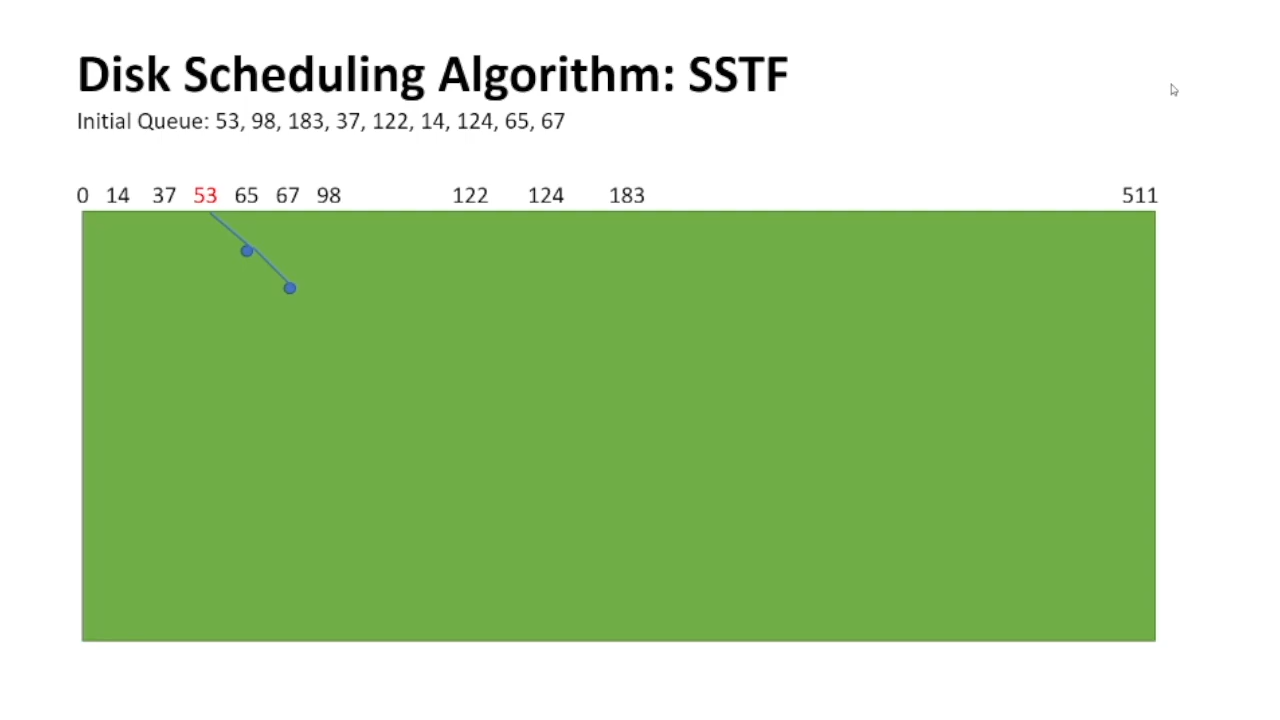 Disk Scheduling Algorithm: SSTF
Initial Queue: 53, 98, 183, 37, 122, 14, 124, 65, 67
0 14 37 53 65 67 98 122 124 183 511